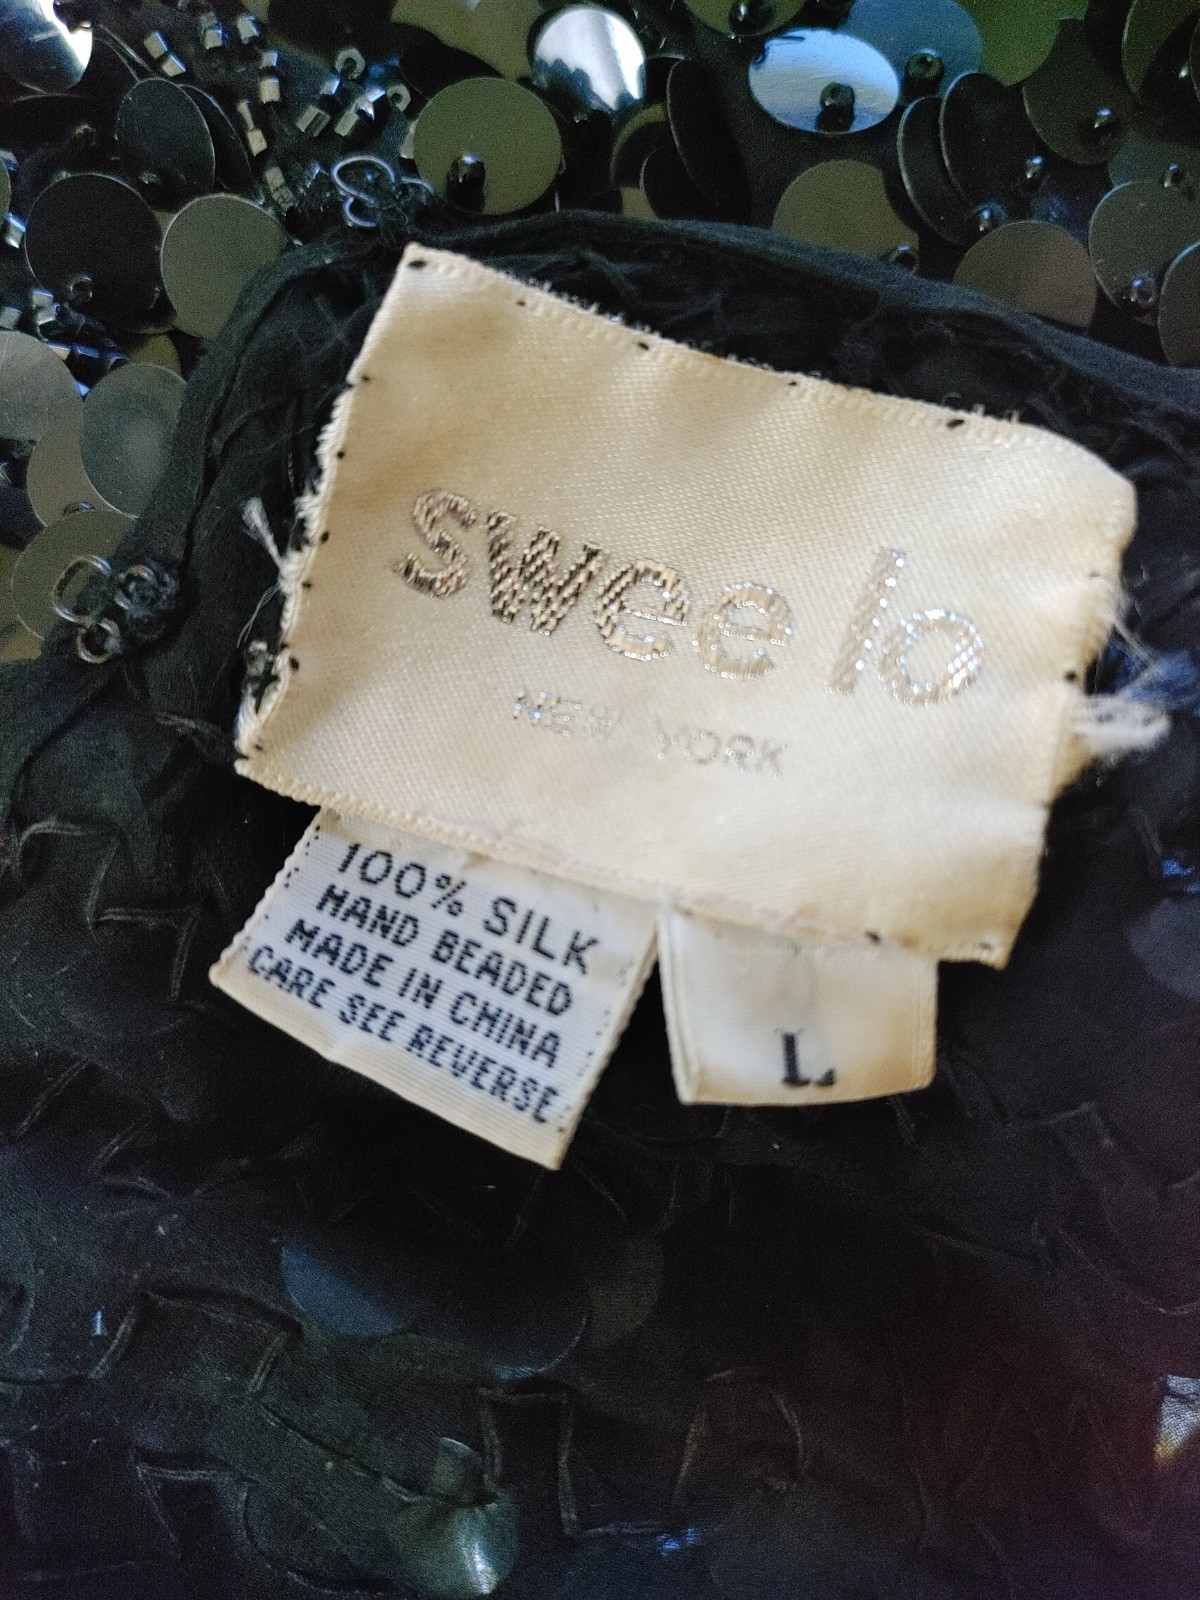 swee lo
NEW YORK
100% SILK
HAND BEADED
MADE IN CHINA
CARE SEE REVERSE
L